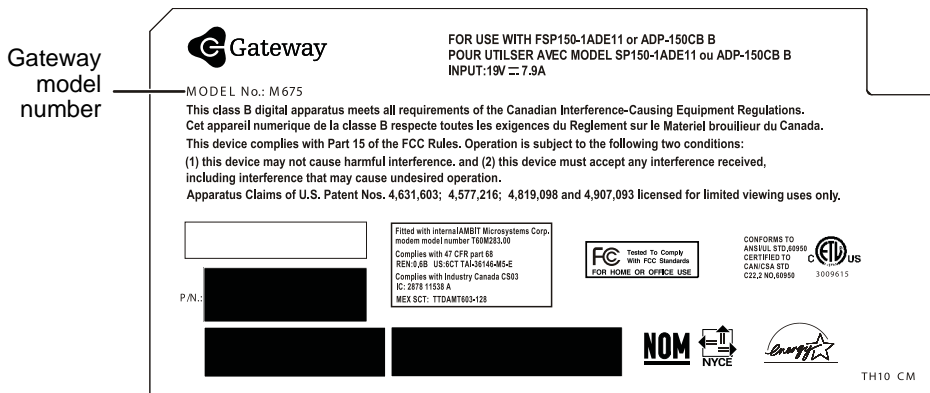 Gateway
model
number
Gateway
FOR USE WITH FSP150-1ADE11 or ADP-150CB B
POUR UTILSER AVEC MODEL SP150-1ADE11 ou ADP-150CB B
INPUT:19V ⎓ 7.9A
MODEL No.: M675
This class B digital apparatus meets all requirements of the Canadian Interference-Causing Equipment Regulations.
Cet appareil numerique de la classe B respecte toutes les exigences du Reglement sur le Materiel brouilieur du Canada.
This device complies with Part 15 of the FCC Rules. Operation is subject to the following two conditions:
(1) this device may not cause harmful interference. and (2) this device must accept any interference received,
including interference that may cause undesired operation.
Apparatus Claims of U.S. Patent Nos. 4,631,603; 4,577,216; 4,819,098 and 4,907,093 licensed for limited viewing uses only.
Fitted with internalAMBIT Microsystems Corp.
modem model number T60M283.00
Complies with 47 CFR part 68
REN:0,6B US:6CT TAI-36146-M5-E
Complies with Industry Canada CS03
IC: 2878 11538 A
MEX SCT: TTDAMT603-128
FC Tested To Comply
With FCC Standards
FOR HOME OR OFFICE USE
CONFORMS TO
ANSI/UL STD,60950
CERTIFIED TO
CAN/CSA STD
C22,2 NO,60950
C ETL US
3009615
P/N.:
NOM
NYCE
energy
TH10 CM